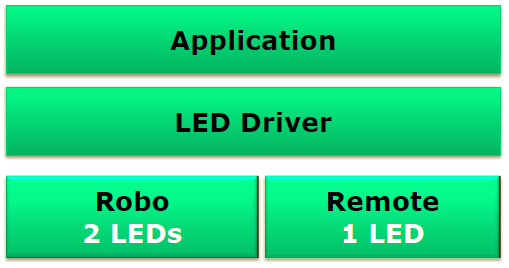 Application
LED Driver
Robo
2 LEDs
Remote
1 LED